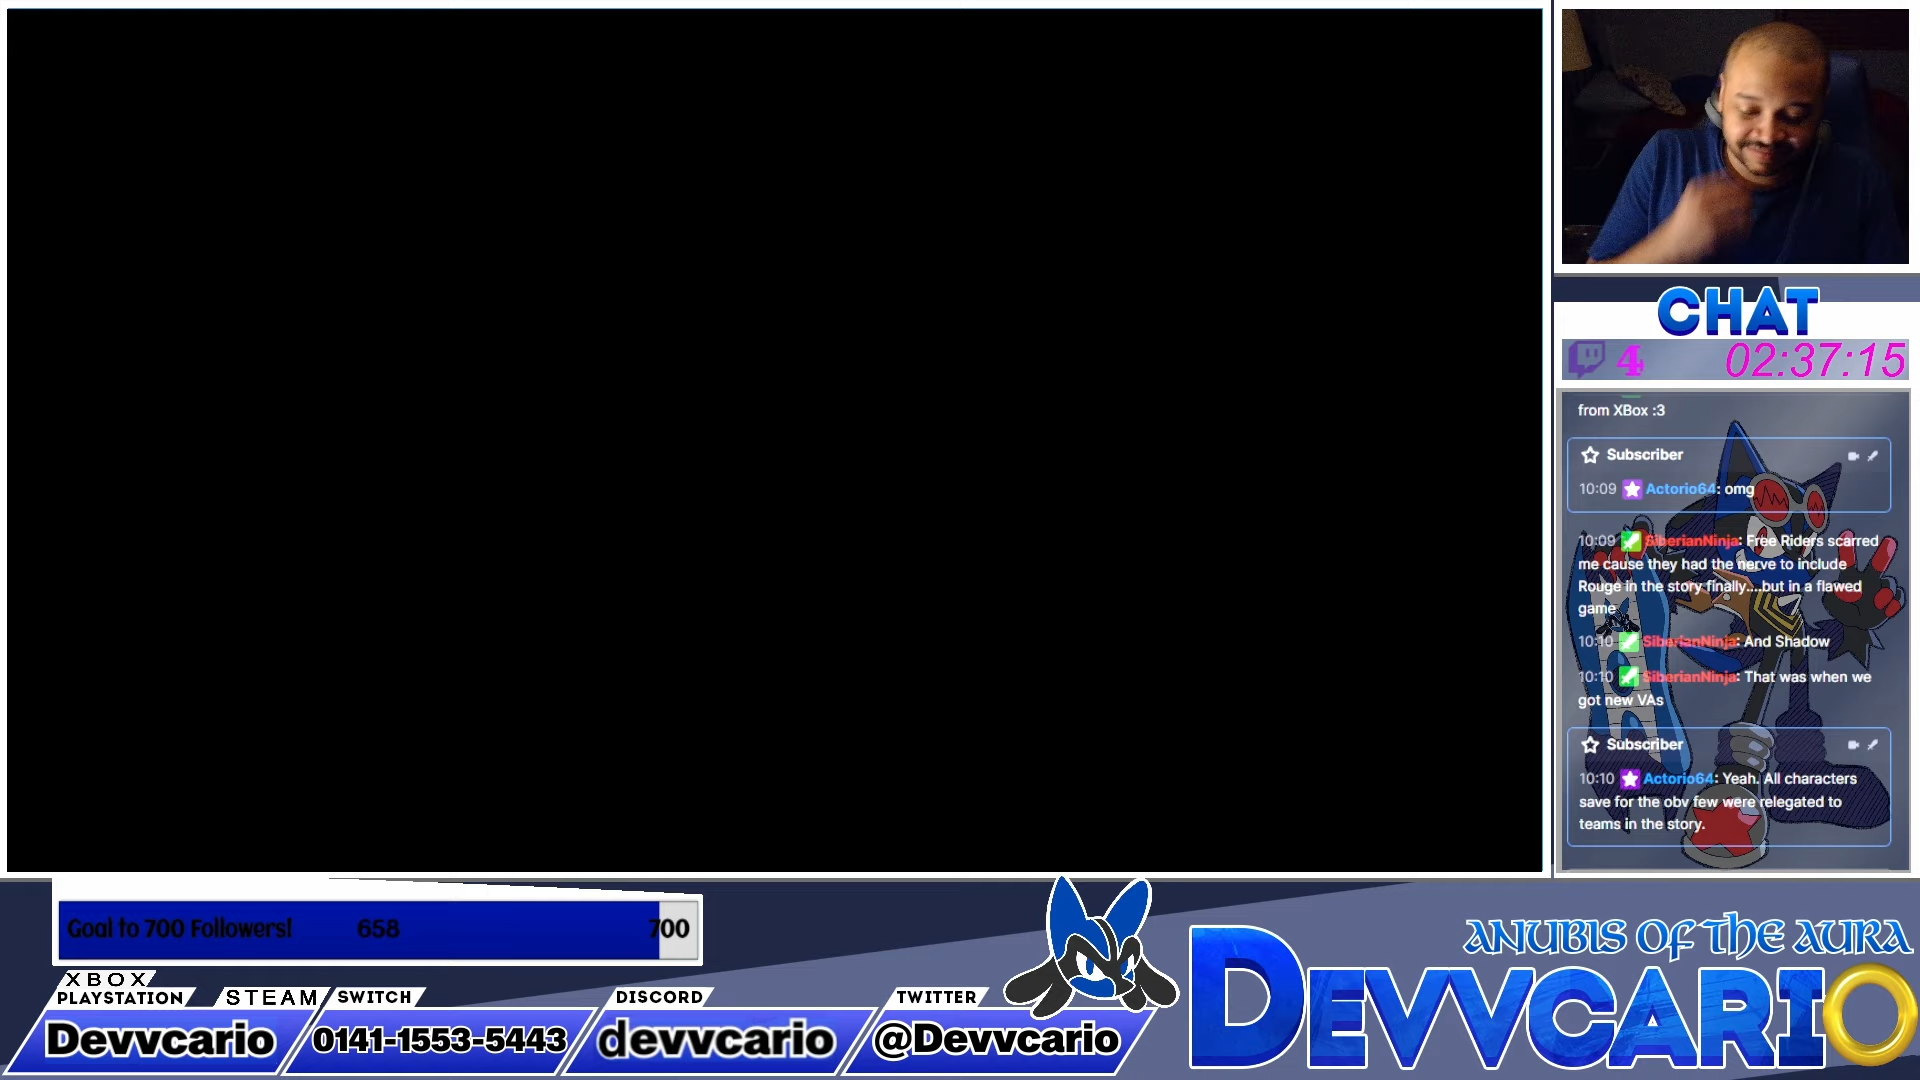 CHAT
4 02:37:15
from XBox :3
Subscriber
10:09 Actorio64: omg
10:09 SiberianNinja: Free Riders scarred
me cause they had the nerve to include
Rouge in the story finally....but in a flawed
game
10:10 SiberianNinja: And Shadow
10:10 SiberianNinja: That was when we
got new VAs
Subscriber
10:10 Actorio64: Yeah. All characters
save for the obv few were relegated to
teams in the story.
Goal to 700 Followers! 658 700
XBOX
PLAYSTATION STEAM SWITCH DISCORD TWITTER
Devvcario 0141-1553-5443 devvcario @Devvcario
ANUBIS OF THE AURA
DEVVCARIO